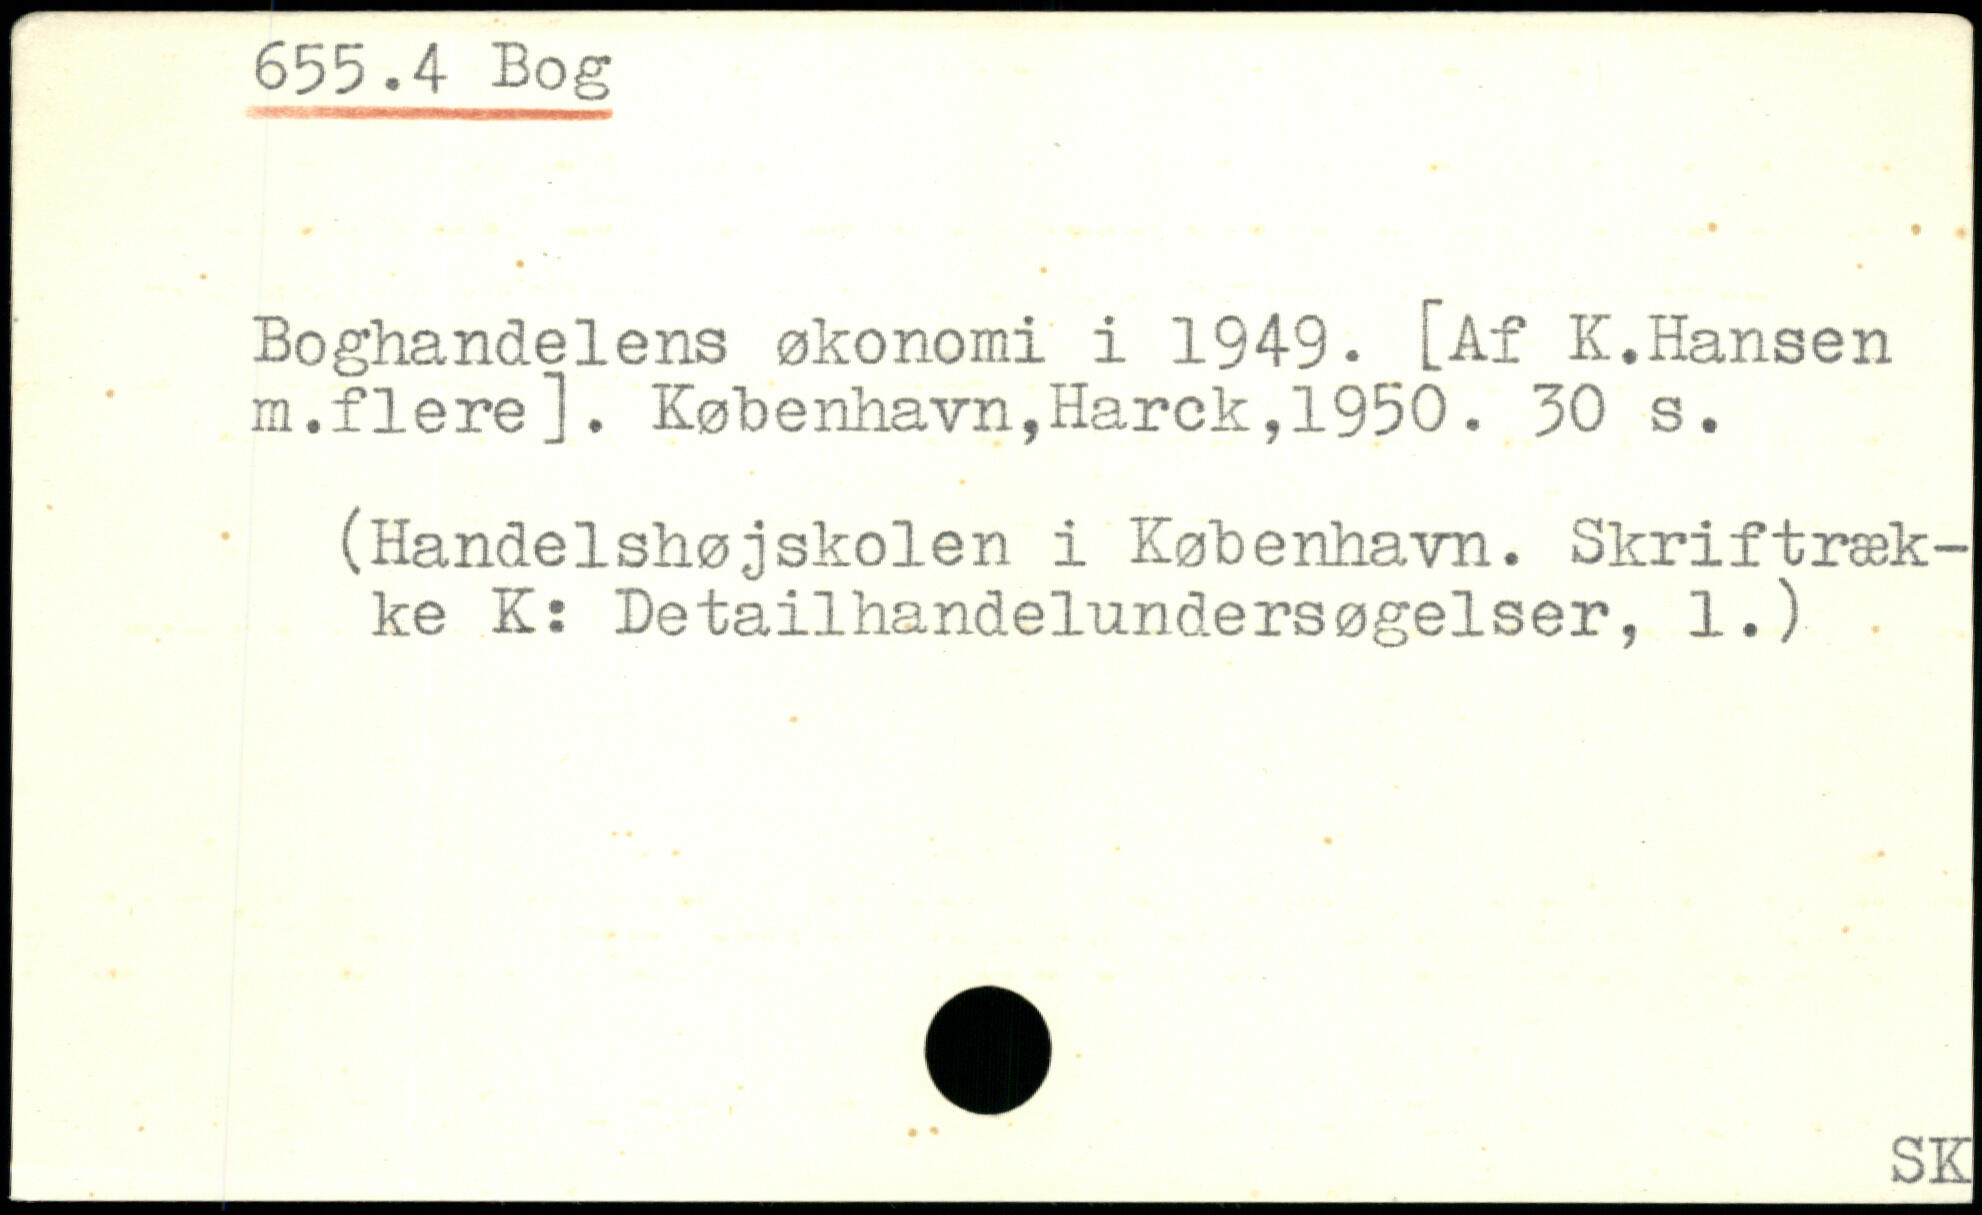 655.4 Bog
Boghandelens økonomi i 1949. [Af K.Hansen
m.flere]. København,Harck,1950. 30 s.
(Handelshøjskolen i København. Skriftræk-
ke K: Detailhandelundersøgelser, 1.)
SK